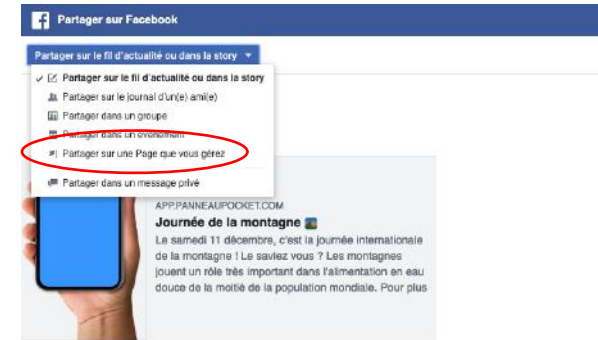 Partager sur Facebook
Partager sur le fil d'actualité ou dans la story
Partager sur le fil d'actualité ou dans la story
Partager sur le journal d'un(e) ami(e)
Partager dans un groupe
Partager dans un événement
Partager sur une Page que vous gérez
Partager dans un message privé
APP.PANNEAUPOCKET.COM
Journée de la montagne
Le samedi 11 décembre, c'est la journée internationale
de la montagne ! Le saviez vous ? Les montagnes
jouent un rôle très important dans l'alimentation en eau
douce de la moitié de la population mondiale. Pour plus